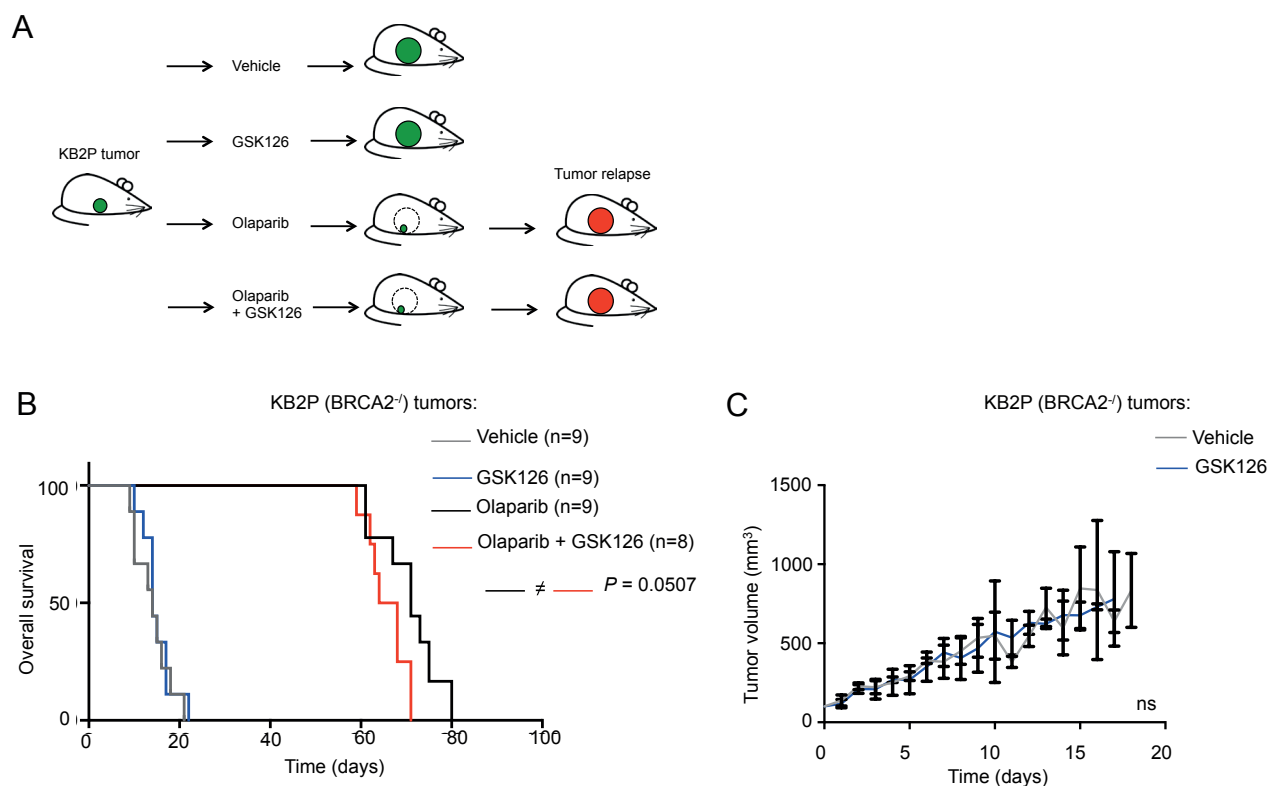 A
Vehicle
GSK126
KB2P tumor
Tumor relapse
Olaparib
Olaparib
+ GSK126
B
KB2P (BRCA2-/-) tumors:
Vehicle (n=9)
GSK126 (n=9)
Olaparib (n=9)
Olaparib + GSK126 (n=8)
≠ P = 0.0507
Overall survival
100
50
0
0 20 40 60 80 100
Time (days)
C
KB2P (BRCA2-/-) tumors:
Vehicle
GSK126
Tumor volume (mm3)
1500
1000
500
0
ns
0 5 10 15 20
Time (days)